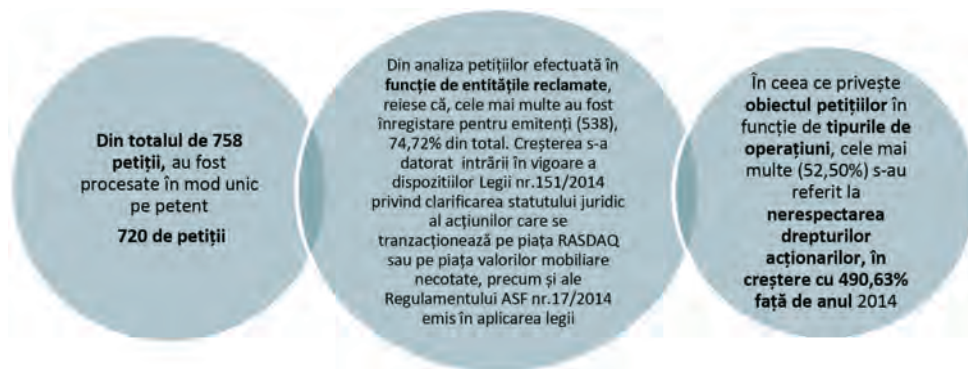 Din totalul de 758
petiții, au fost
procesate în mod unic
pe petent
720 de petiții
Din analiza petițiilor efectuată în
funcție de entitățile reclamate,
reiese că, cele mai multe au fost
înregistare pentru emitenți (538),
74,72% din total. Creșterea s-a
datorat intrării în vigoare a
dispozitiilor Legii nr.151/2014
privind clarificarea statutului juridic
al acțiunilor care se
tranzacționează pe piața RASDAQ
sau pe piața valorilor mobiliare
necotate, precum și ale
Regulamentului ASF nr.17/2014
emis în aplicarea legii
În ceea ce privește
obiectul petițiilor în
funcție de tipurile de
operațiuni, cele mai
multe (52,50%) s-au
referit la
nerespectarea
drepturilor
acționarilor, în
creștere cu 490,63%
față de anul 2014